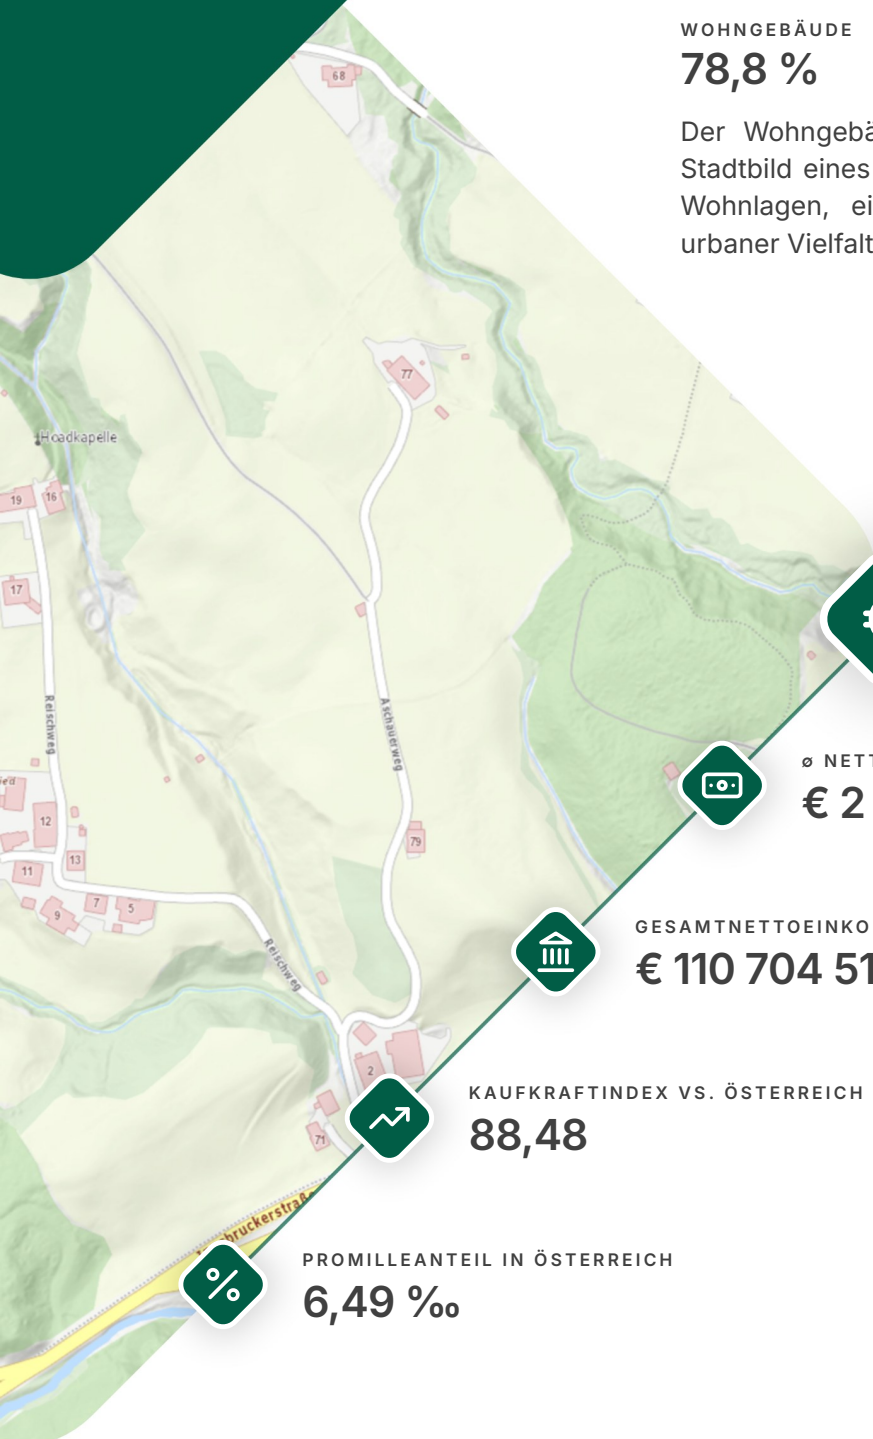 WOHNGEBÄUDE
78,8 %
Der Wohngebä
Stadtbild eines
Wohnlagen, ei
urbaner Vielfalt
68
77
Hoadkapelle
19
16
17
Reischweg
Aschauerweg
ied
12
13
11
7
5
9
79
Reischweg
2
71
bruckerstraße
ø NETT
€ 2
GESAMTNETTOEINKO
€ 110 704 51
KAUFKRAFTINDEX VS. ÖSTERREICH
88,48
PROMILLEANTEIL IN ÖSTERREICH
6,49 ‰